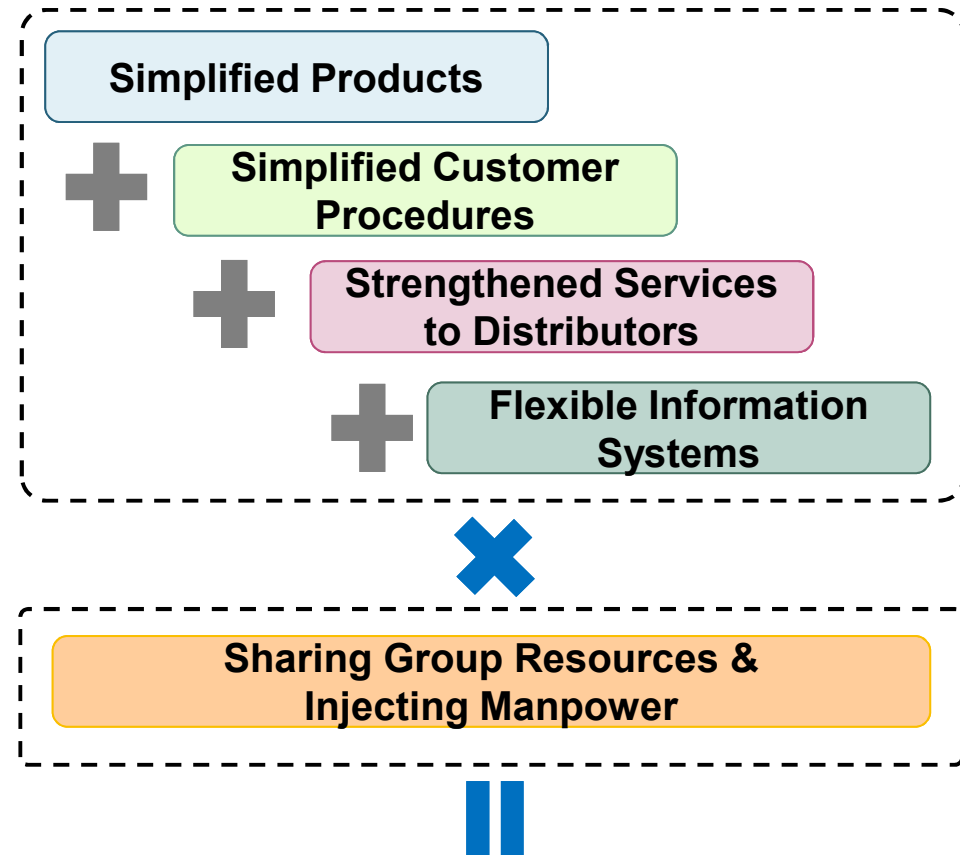 Simplified Products
Simplified Customer
Procedures
Strengthened Services
to Distributors
Flexible Information
Systems
Sharing Group Resources &
Injecting Manpower